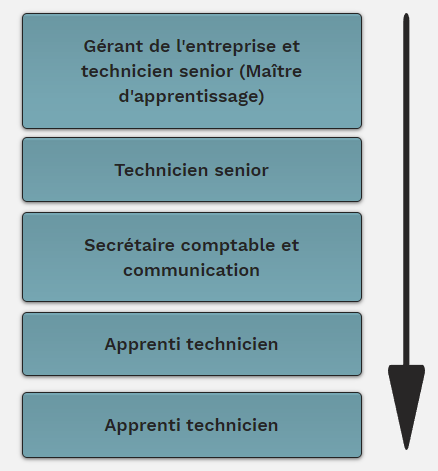 Gérant de l'entreprise et
technicien senior (Maître
d'apprentissage)
Technicien senior
Secrétaire comptable et
communication
Apprenti technicien
Apprenti technicien